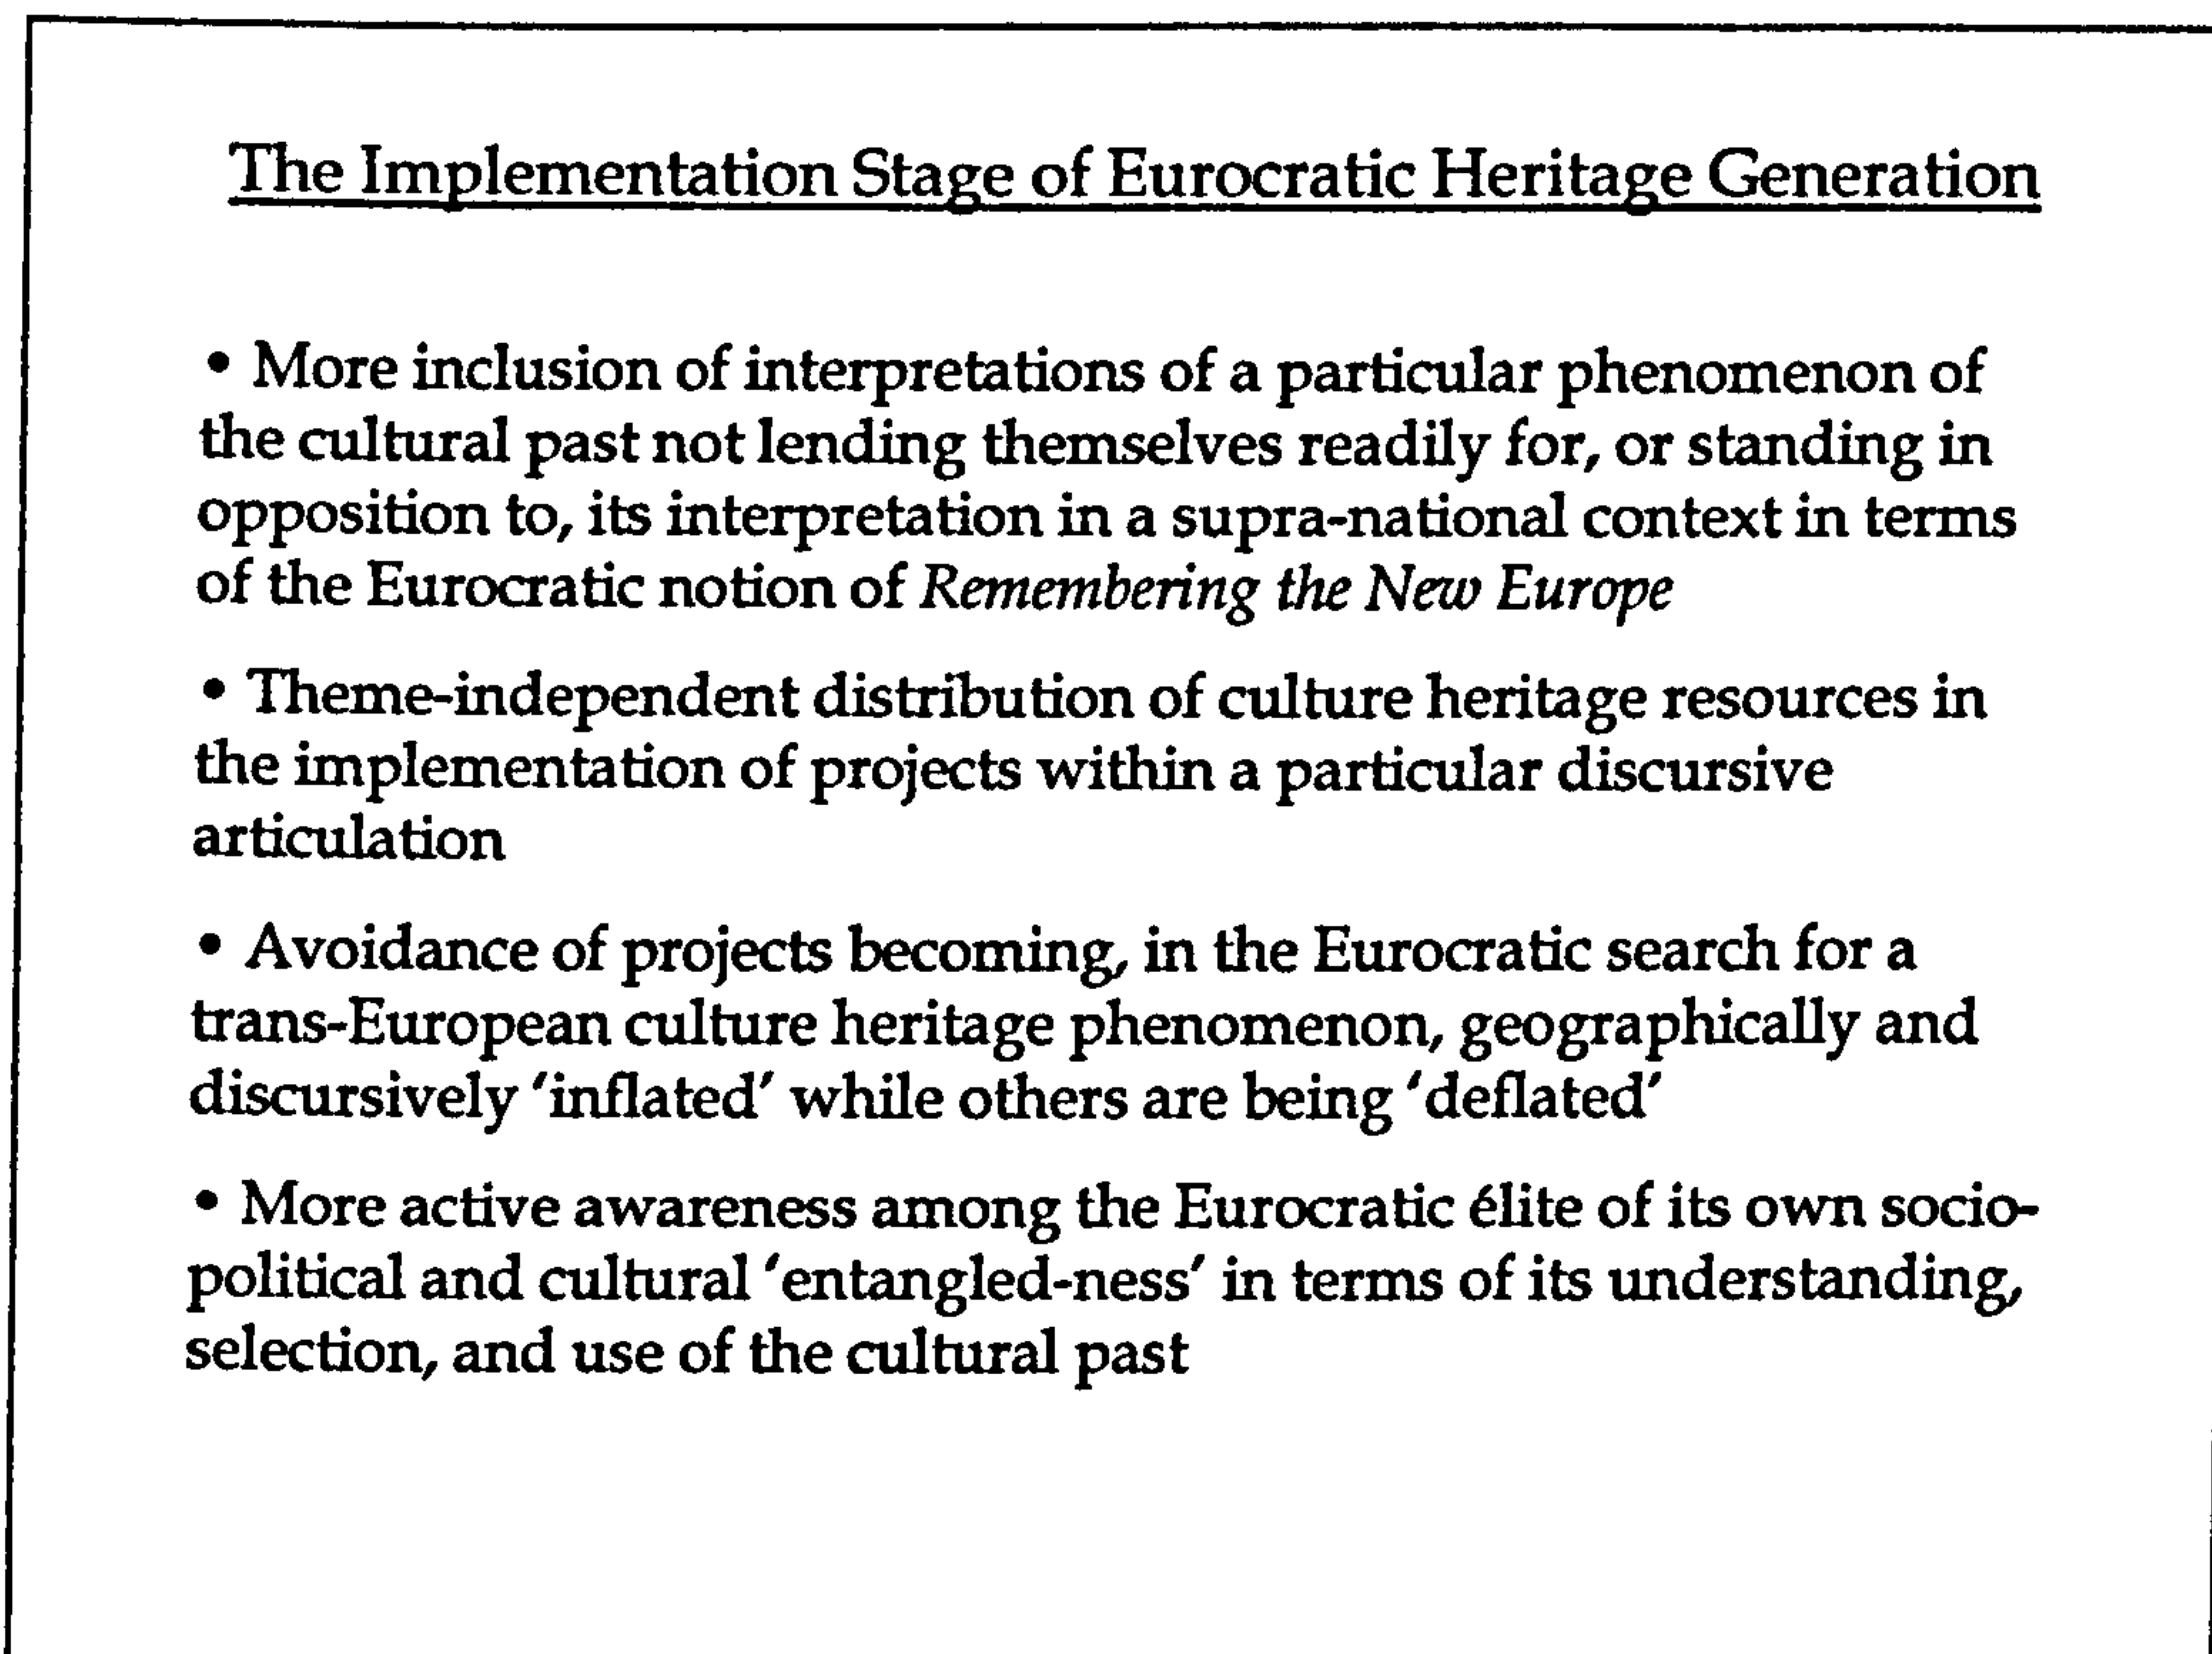 The Implementation Stage of Eurocratic Heritage Generation
• More inclusion of interpretations of a particular phenomenon of
the cultural past not lending themselves readily for, or standing in
opposition to, its interpretation in a supra-national context in terms
of the Eurocratic notion of Remembering the New Europe
• Theme-independent distribution of culture heritage resources in
the implementation of projects within a particular discursive
articulation
• Avoidance of projects becoming, in the Eurocratic search for a
trans-European culture heritage phenomenon, geographically and
discursively 'inflated' while others are being 'deflated'
• More active awareness among the Eurocratic élite of its own socio-
political and cultural 'entangled-ness' in terms of its understanding,
selection, and use of the cultural past